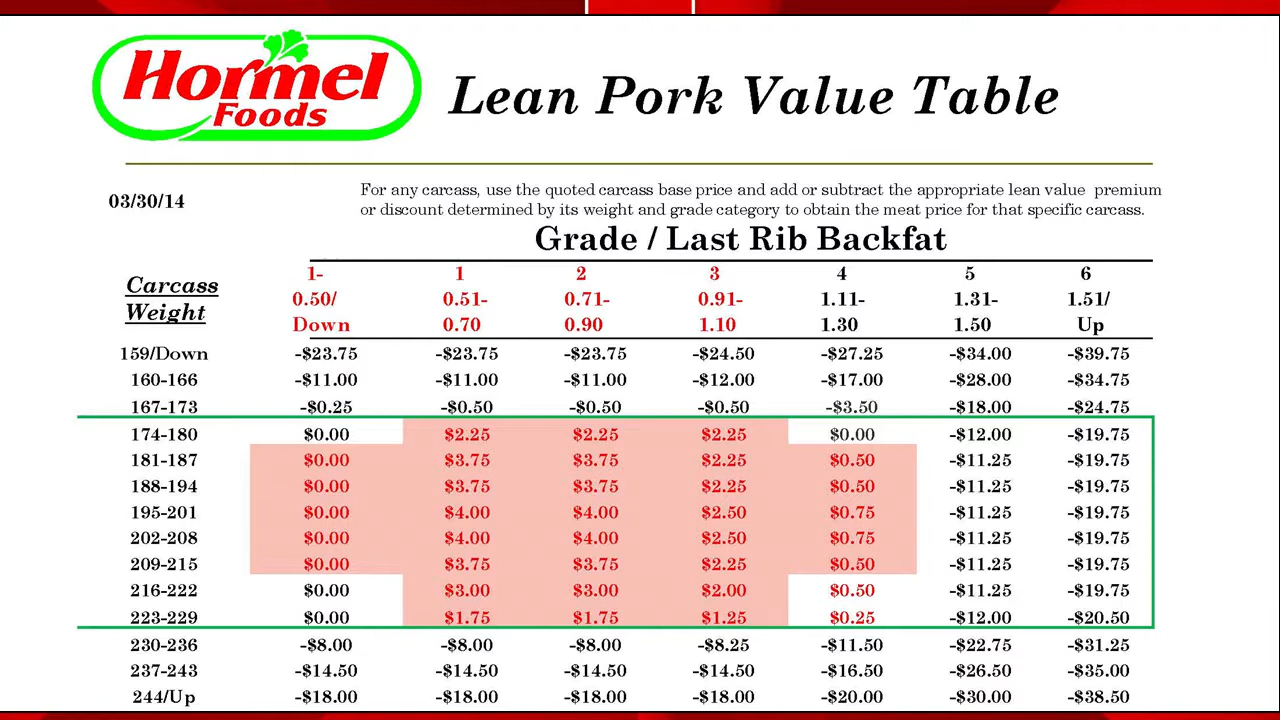 Hormel
Foods
Lean Pork Value Table
03/30/14
For any carcass, use the quoted carcass base price and add or subtract the appropriate lean value premium
or discount determined by its weight and grade category to obtain the meat price for that specific carcass.
Grade / Last Rib Backfat
Carcass
Weight
1- 1 2 3 4 5 6
0.50/ 0.51- 0.71- 0.91- 1.11- 1.31- 1.51/
Down 0.70 0.90 1.10 1.30 1.50 Up
159/Down -$23.75 -$23.75 -$23.75 -$24.50 -$27.25 -$34.00 -$39.75
160-166 -$11.00 -$11.00 -$11.00 -$12.00 -$17.00 -$28.00 -$34.75
167-173 -$0.25 -$0.50 -$0.50 -$0.50 -$3.50 -$18.00 -$24.75
174-180 $0.00 $2.25 $2.25 $2.25 $0.00 -$12.00 -$19.75
181-187 $0.00 $3.75 $3.75 $2.25 $0.50 -$11.25 -$19.75
188-194 $0.00 $3.75 $3.75 $2.25 $0.50 -$11.25 -$19.75
195-201 $0.00 $4.00 $4.00 $2.50 $0.75 -$11.25 -$19.75
202-208 $0.00 $4.00 $4.00 $2.50 $0.75 -$11.25 -$19.75
209-215 $0.00 $3.75 $3.75 $2.25 $0.50 -$11.25 -$19.75
216-222 $0.00 $3.00 $3.00 $2.00 $0.50 -$11.25 -$19.75
223-229 $0.00 $1.75 $1.75 $1.25 $0.25 -$12.00 -$20.50
230-236 -$8.00 -$8.00 -$8.00 -$8.25 -$11.50 -$22.75 -$31.25
237-243 -$14.50 -$14.50 -$14.50 -$14.50 -$16.50 -$26.50 -$35.00
244/Up -$18.00 -$18.00 -$18.00 -$18.00 -$20.00 -$30.00 -$38.50